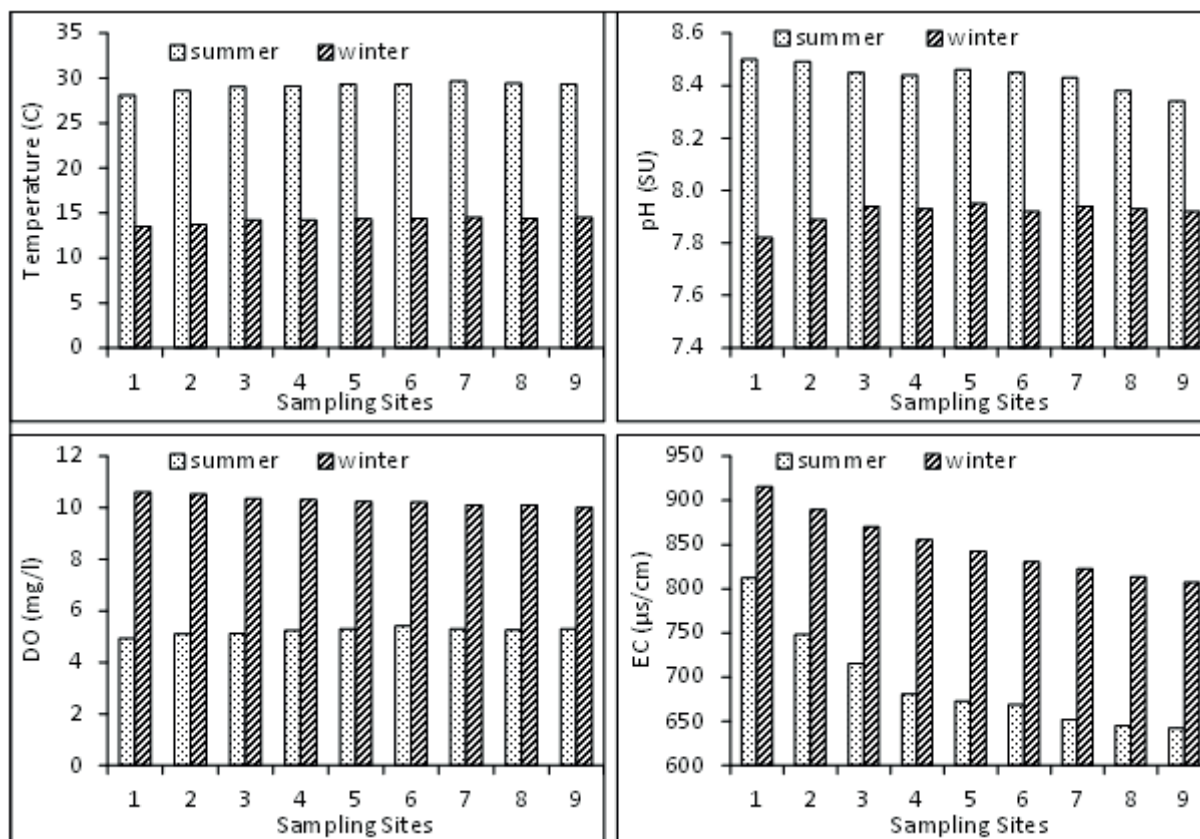 35
30
25
20
15
10
5
0
Temperature (C)
summer winter
1 2 3 4 5 6 7 8 9
Sampling Sites
8.6
8.4
8.2
8.0
7.8
7.6
7.4
pH (SU)
summer winter
1 2 3 4 5 6 7 8 9
Sampling Sites
12
10
8
6
4
2
0
DO (mg/l)
summer winter
1 2 3 4 5 6 7 8 9
Sampling Sites
950
900
850
800
750
700
650
600
EC (µs/cm)
summer winter
1 2 3 4 5 6 7 8 9
Sampling Sites